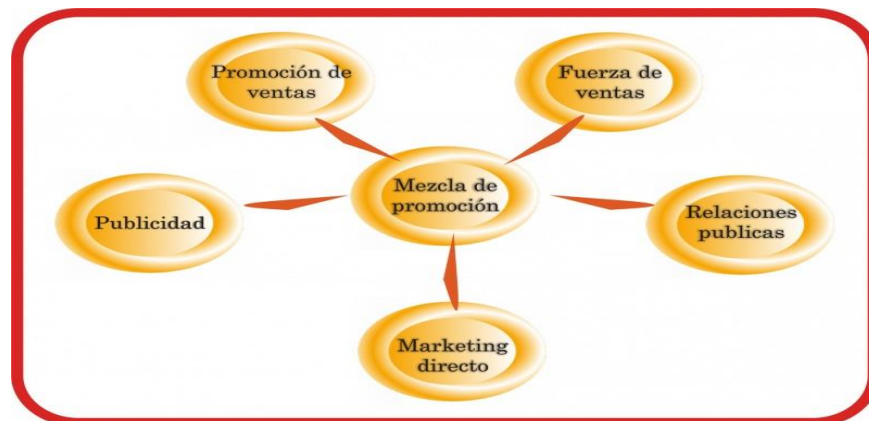 Promoción de
ventas
Fuerza de
ventas
Mezcla de
promoción
Publicidad
Relaciones
publicas
Marketing
directo